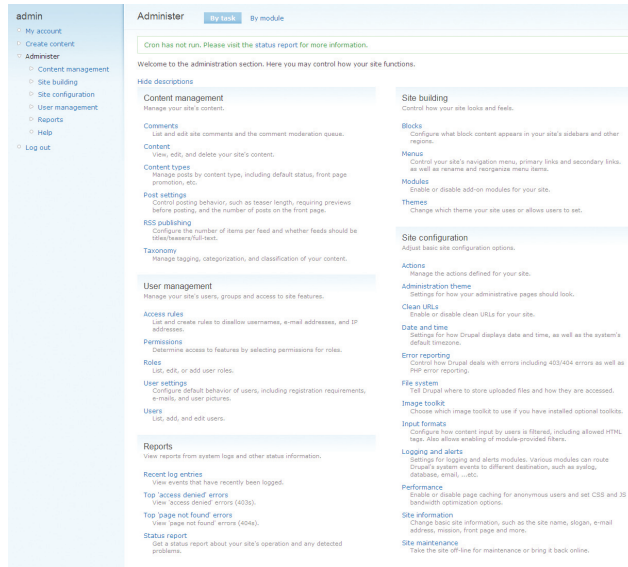 admin
My account
Create content
Administer
Content management
Site building
Site configuration
User management
Reports
Help
Log out
Administer
By task
By module
Cron has not run. Please visit the status report for more information.
Welcome to the administration section. Here you may control how your site functions.
Hide descriptions
Content management
Manage your site's content.
Comments
List and edit site comments and the comment moderation queue.
Content
View, edit, and delete your site's content.
Content types
Manage posts by content type, including default status, front page
promotion, etc.
Post settings
Control posting behavior, such as teaser length, requiring previews
before posting, and the number of posts on the front page.
RSS publishing
Configure the number of items per feed and whether feeds should be
titles/teasers/full-text.
Taxonomy
Manage tagging, categorization, and classification of your content.
User management
Manage your site's users, groups and access to site features.
Access rules
List and create rules to disallow usernames, e-mail addresses, and IP
addresses.
Permissions
Determine access to features by selecting permissions for roles.
Roles
List, edit, or add user roles.
User settings
Configure default behavior of users, including registration requirements,
e-mails, and user pictures.
Users
List, add, and edit users.
Reports
View reports from system logs and other status information.
Recent log entries
View events that have recently been logged.
Top 'access denied' errors
View 'access denied' errors (403s).
Top 'page not found' errors
View 'page not found' errors (404s).
Status report
Get a status report about your site's operation and any detected
problems.
Site building
Control how your site looks and feels.
Blocks
Configure what block content appears in your site's sidebars and other
regions.
Menus
Control your site's navigation menu, primary links and secondary links.
as well as rename and reorganize menu items.
Modules
Enable or disable add-on modules for your site.
Themes
Change which theme your site uses or allows users to set.
Site configuration
Adjust basic site configuration options.
Actions
Manage the actions defined for your site.
Administration theme
Settings for how your administrative pages should look.
Clean URLs
Enable or disable clean URLs for your site.
Date and time
Settings for how Drupal displays date and time, as well as the system's
default timezone.
Error reporting
Control how Drupal deals with errors including 403/404 errors as well as
PHP error reporting.
File system
Tell Drupal where to store uploaded files and how they are accessed.
Image toolkit
Choose which image toolkit to use if you have installed optional toolkits.
Input formats
Configure how content input by users is filtered, including allowed HTML
tags. Also allows enabling of module-provided filters.
Logging and alerts
Settings for logging and alerts modules. Various modules can route
Drupal's system events to different destination, such as syslog,
database, email, ...etc.
Performance
Enable or disable page caching for anonymous users and set CSS and JS
bandwidth optimization options.
Site information
Change basic site information, such as the site name, slogan, e-mail
address, mission, front page and more.
Site maintenance
Take the site off-line for maintenance or bring it back online.